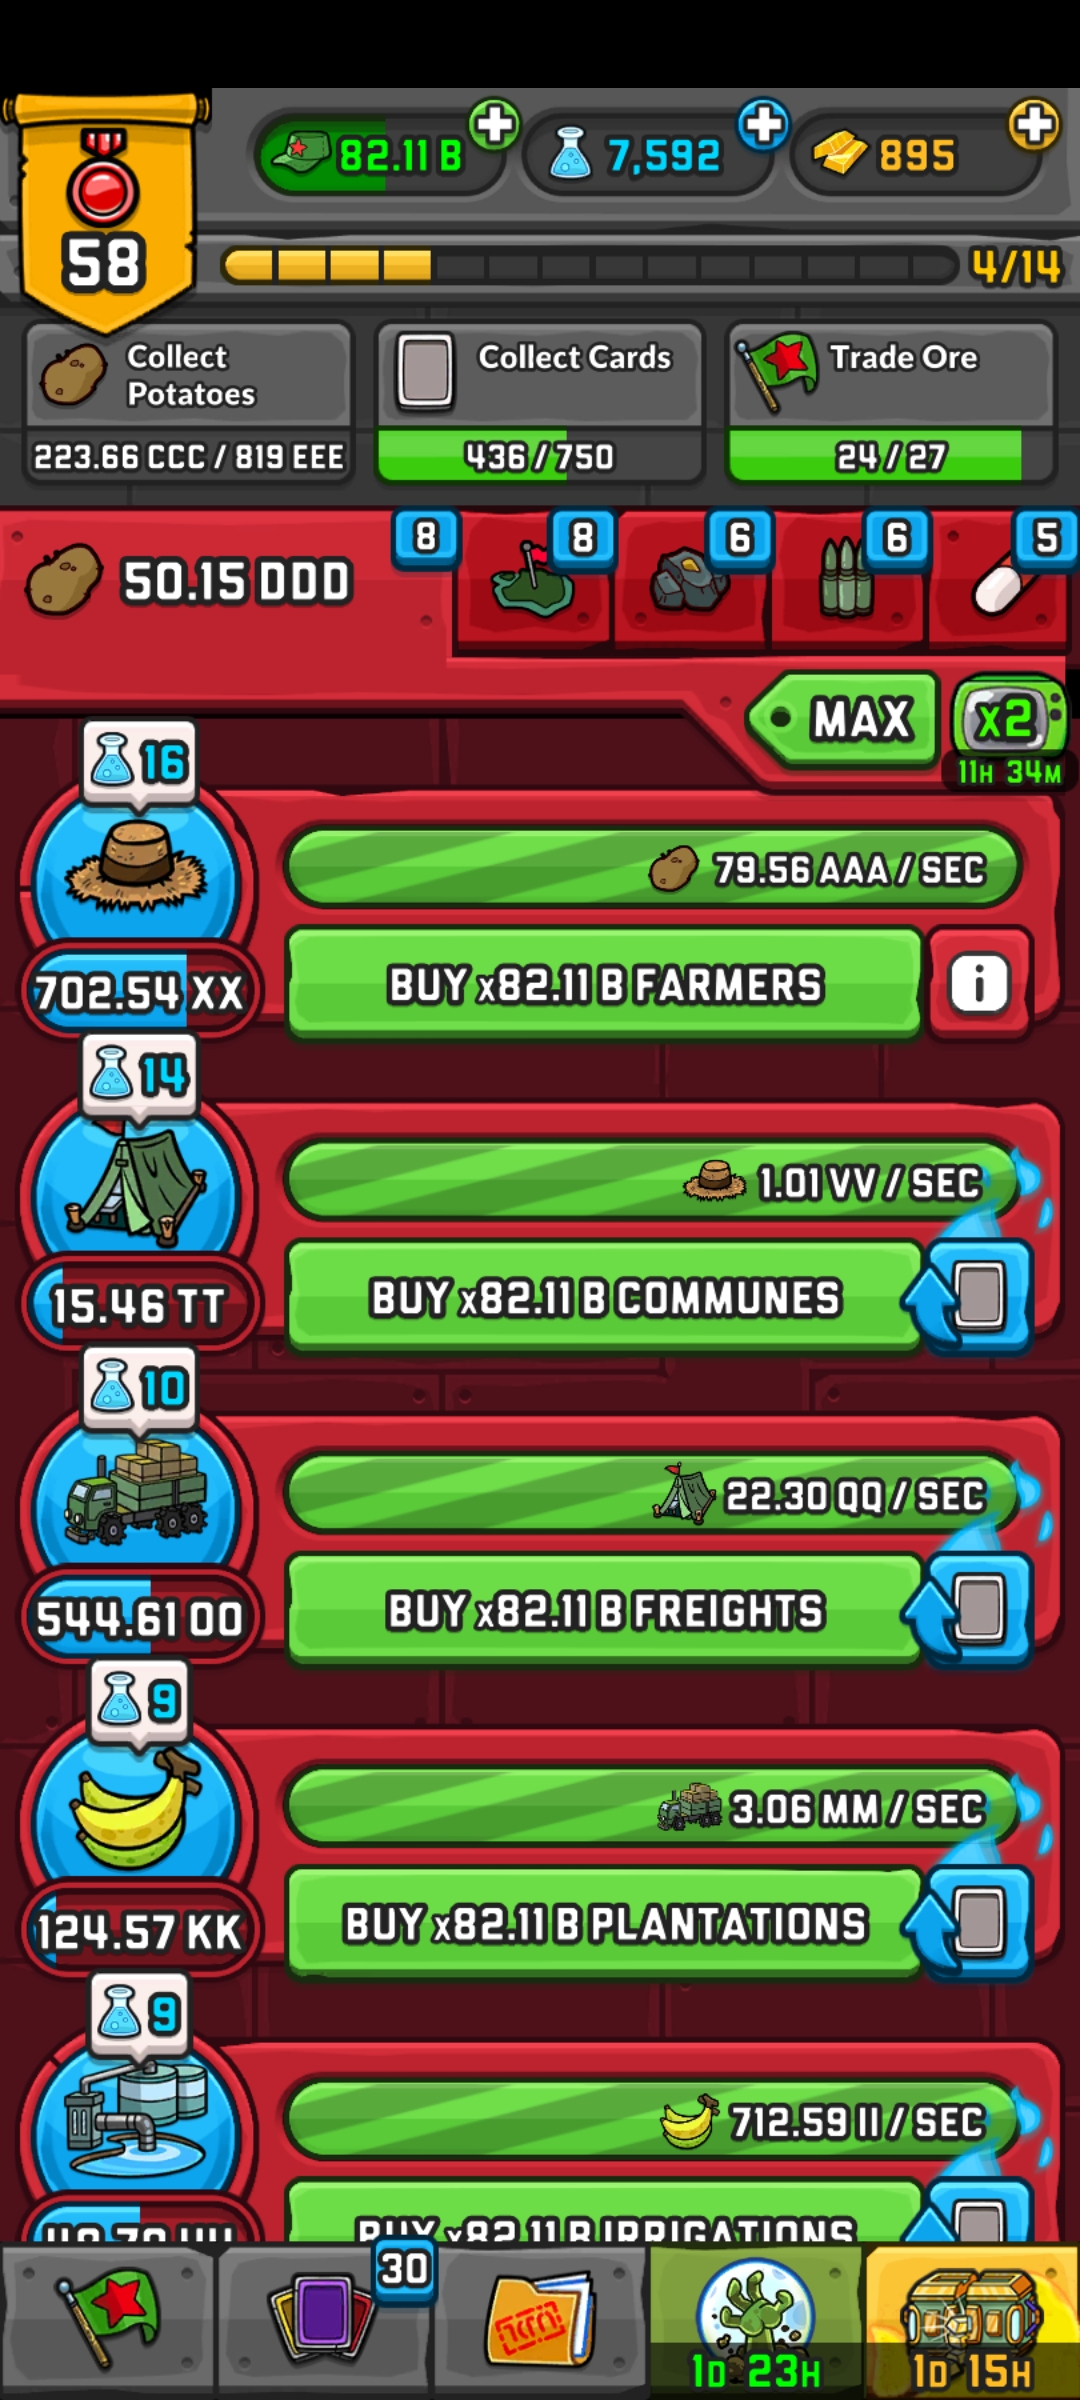 82.11 B
7,592
895
58
4/14
Collect
Potatoes
Collect Cards
Trade Ore
223.66 CCC / 819 EEE
436 / 750
24 / 27
50.15 DDD
8
8
6
6
5
MAX
x2
11H 34M
16
79.56 AAA / SEC
702.54 XX
BUY x82.11 B FARMERS
i
14
1.01 VV / SEC
15.46 TT
BUY x82.11 B COMMUNES
10
22.30 QQ / SEC
544.61 OO
BUY x82.11 B FREIGHTS
9
3.06 MM / SEC
124.57 KK
BUY x82.11 B PLANTATIONS
9
712.59 II / SEC
BUY x82.11 B IRRIGATIONS
30
1D 23H
1D 15H